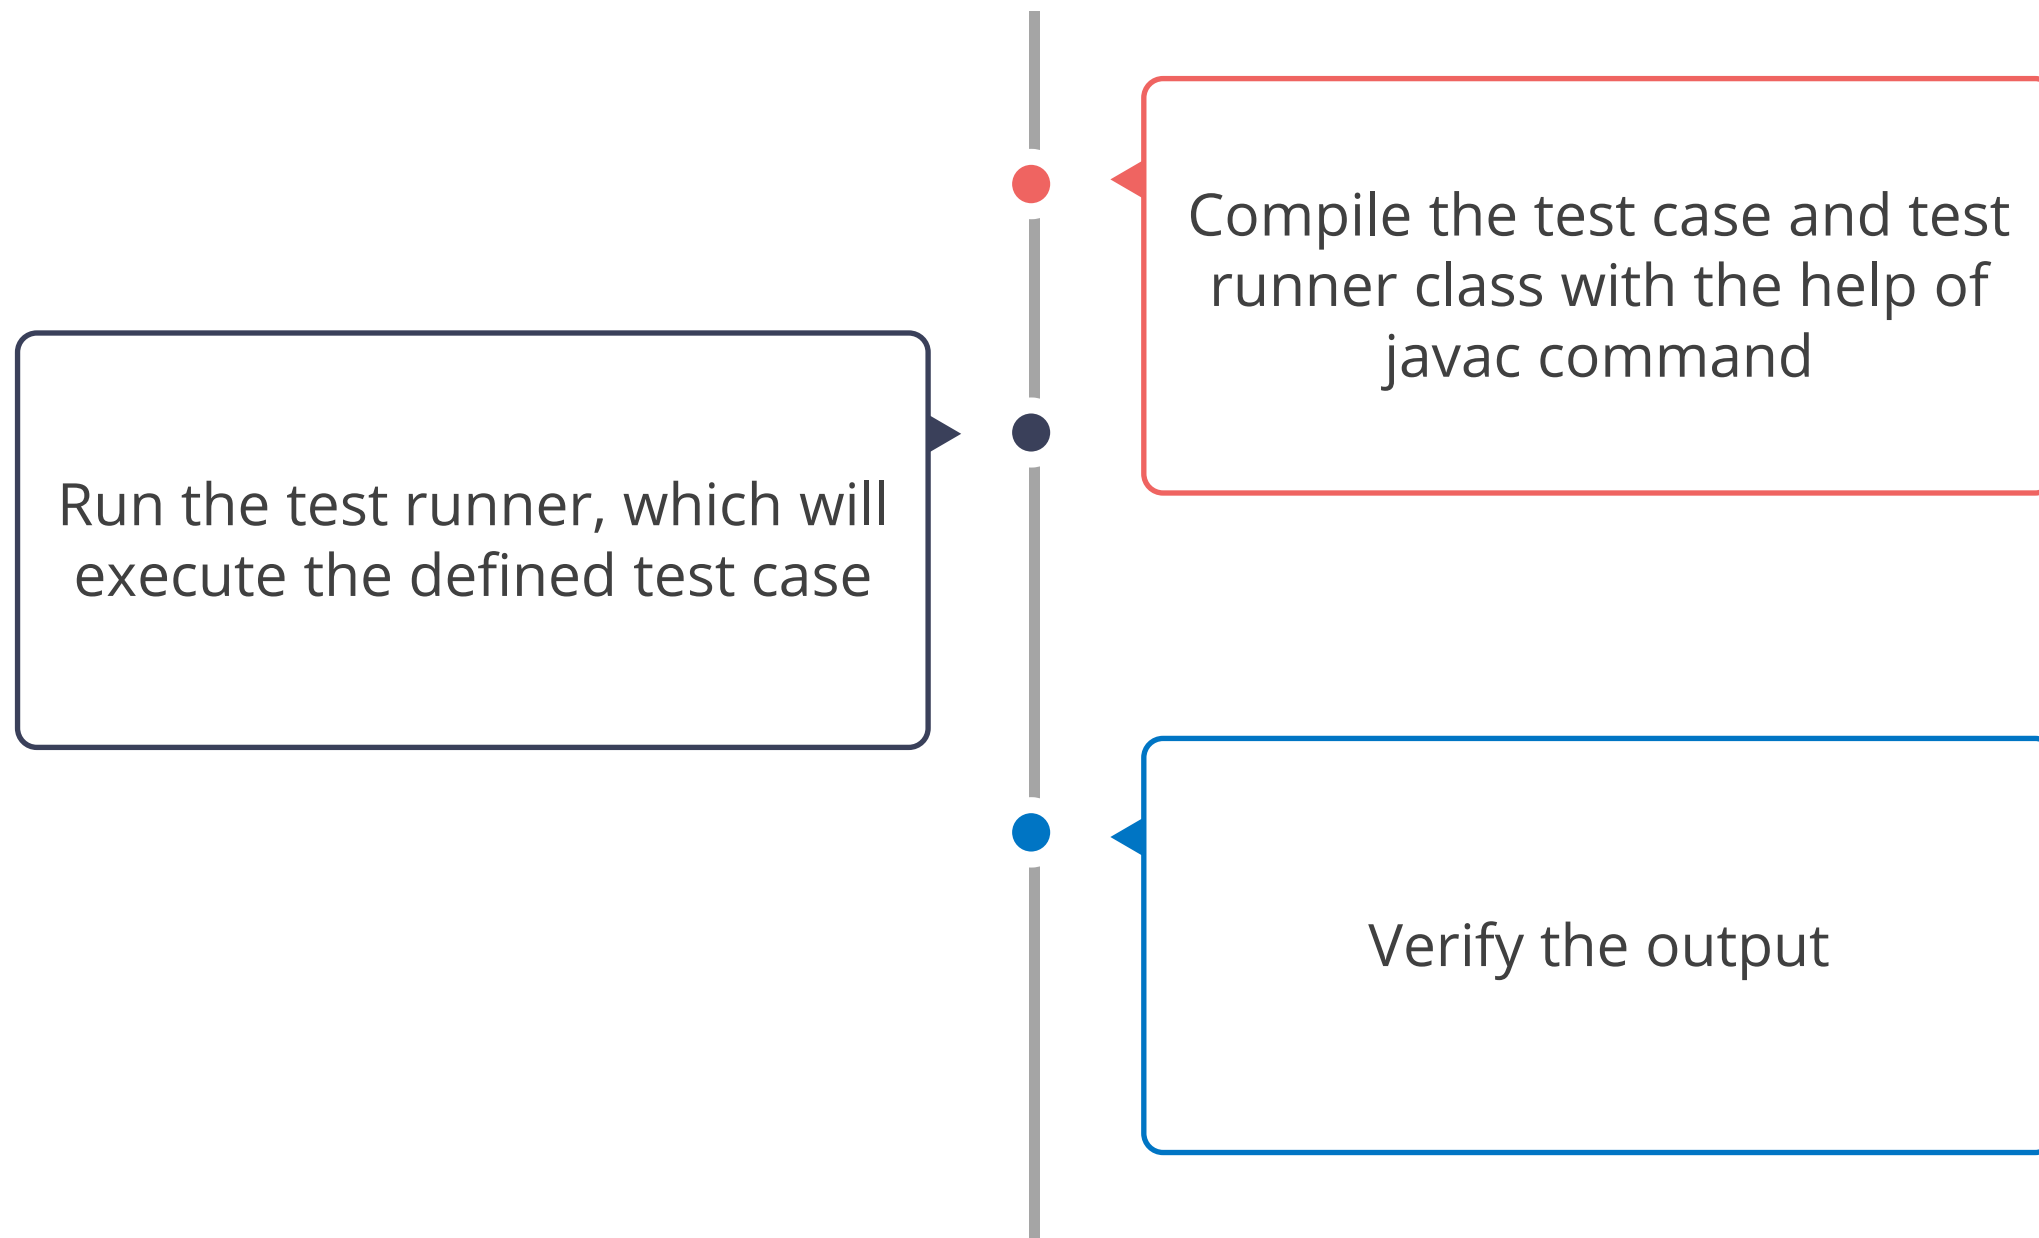 Compile the test case and test
runner class with the help of
javac command
Run the test runner, which will
execute the defined test case
Verify the output